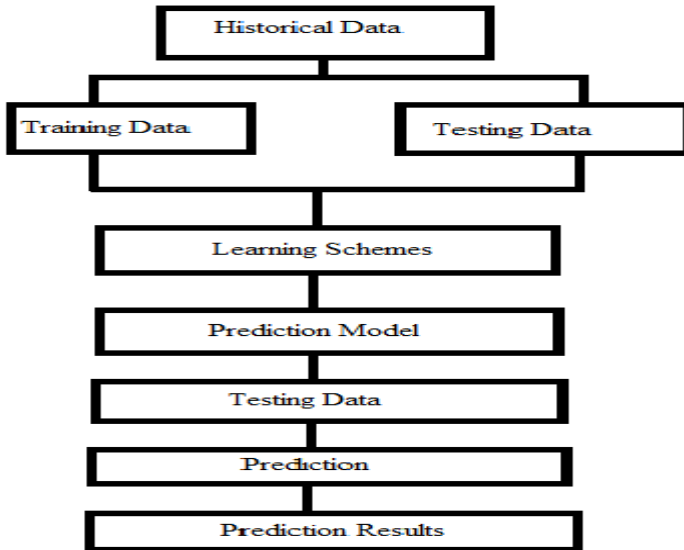 Historical Data
Training Data
Testing Data
Learning Schemes
Prediction Model
Testing Data
Prediction
Prediction Results